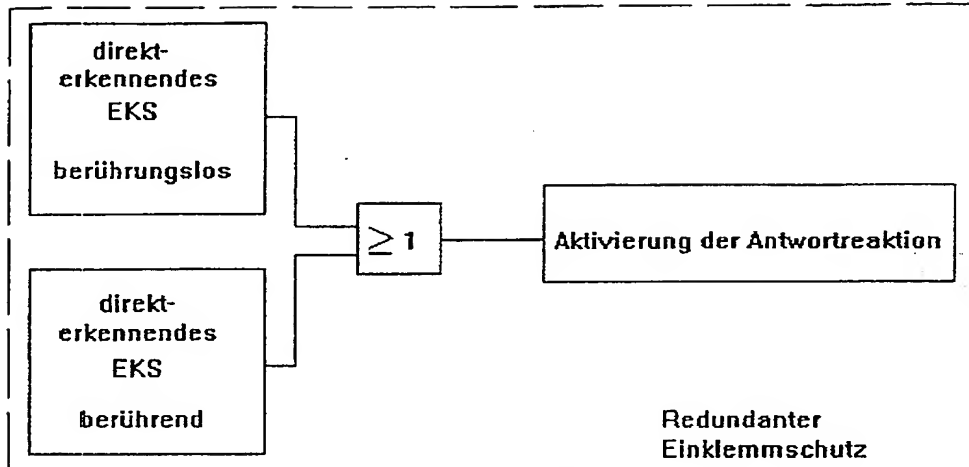 direkt-
erkennendes
EKS
berührungslos
≥ 1
Aktivierung der Antwortreaktion
direkt-
erkennendes
EKS
berührend
Redundanter
Einklemmschutz